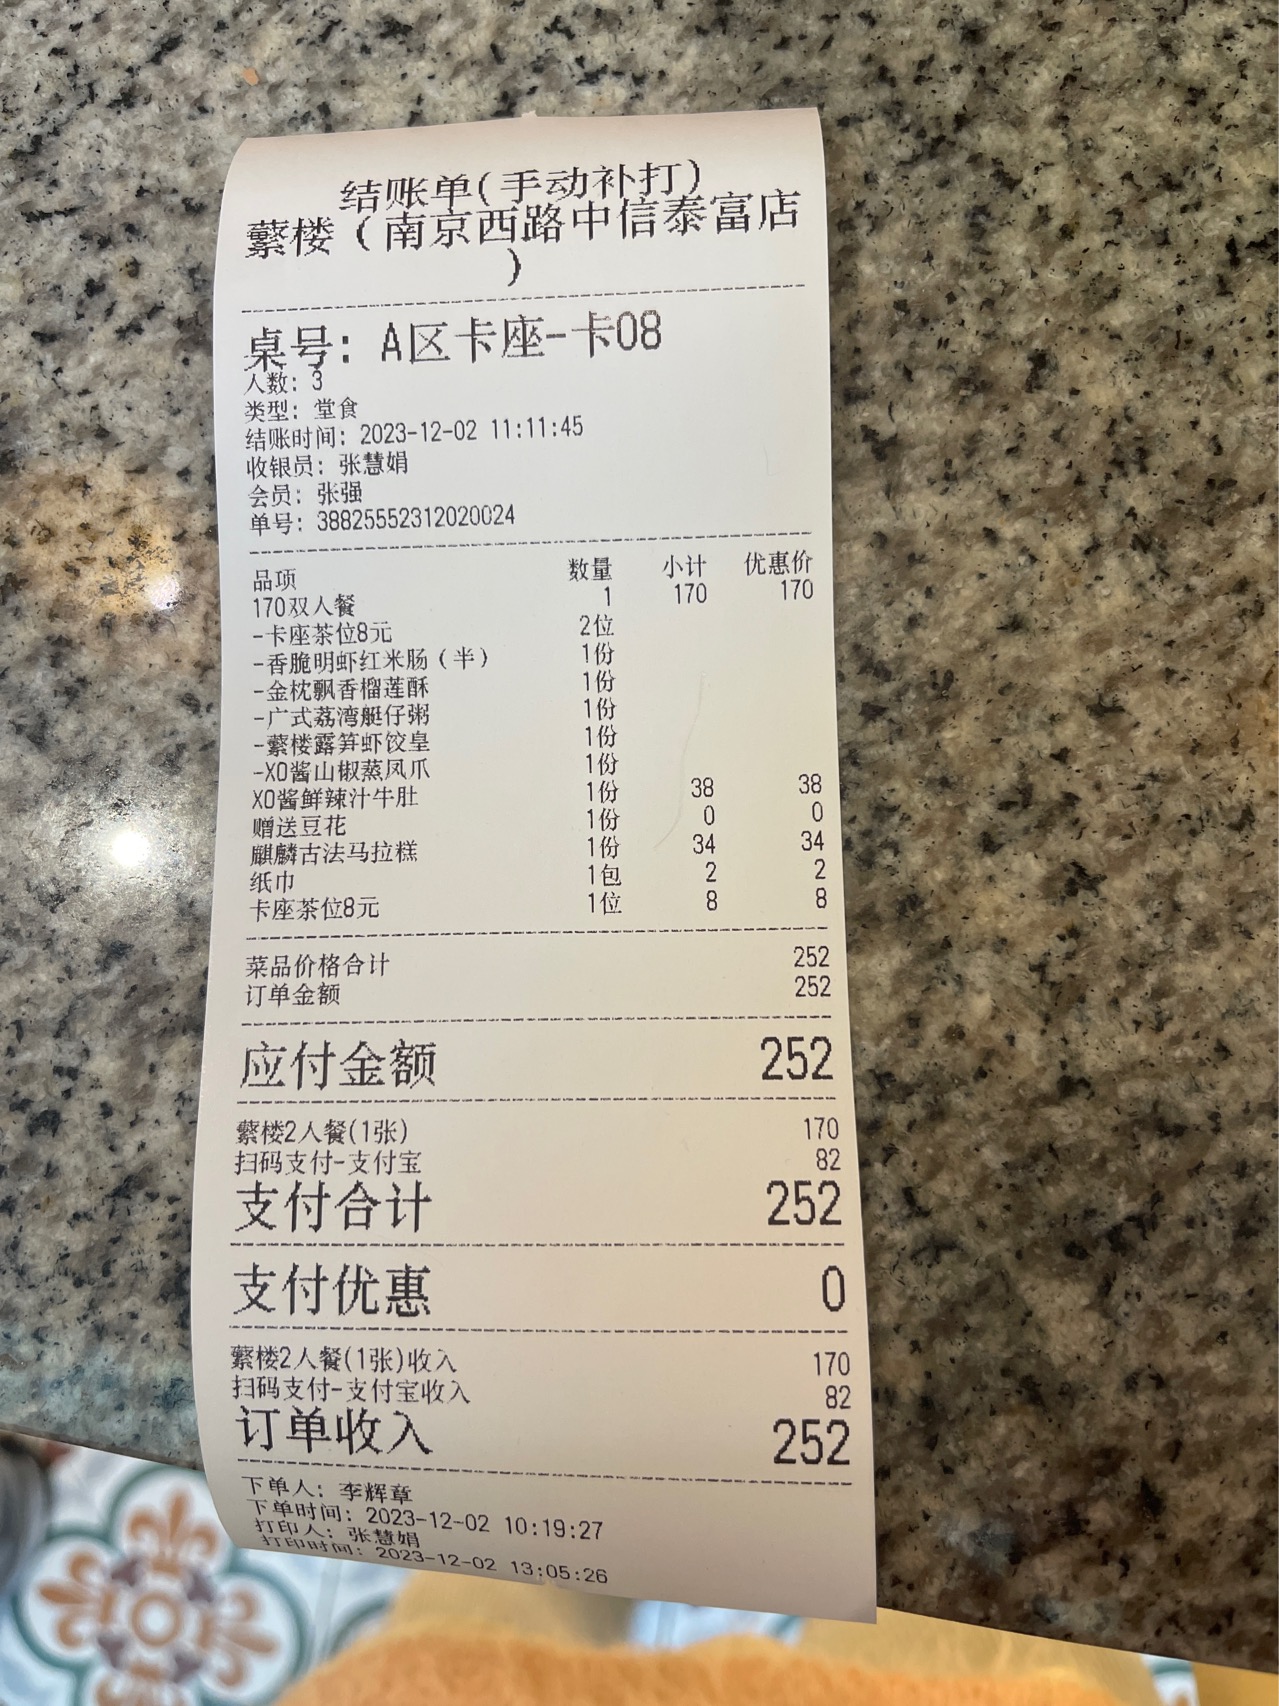 结账单(手动补打)
蘩楼（南京西路中信泰富店
）
桌号: A区卡座-卡08
人数: 3
类型: 堂食
结账时间: 2023-12-02 11:11:45
收银员: 张慧娟
会员: 张强
单号: 38825552312020024
品项 数量 小计 优惠价
170双人餐 1 170 170
-卡座茶位8元 2位
-香脆明虾红米肠（半） 1份
-金枕飘香榴莲酥 1份
-广式荔湾艇仔粥 1份
-蘩楼露笋虾饺皇 1份
-XO酱山椒蒸凤爪 1份
XO酱鲜辣汁牛肚 1份 38 38
赠送豆花 1份 0 0
麒麟古法马拉糕 1份 34 34
纸巾 1包 2 2
卡座茶位8元 1位 8 8
菜品价格合计 252
订单金额 252
应付金额 252
蘩楼2人餐(1张) 170
扫码支付-支付宝 82
支付合计 252
支付优惠 0
蘩楼2人餐(1张)收入 170
扫码支付-支付宝收入 82
订单收入 252
下单人: 李辉章
下单时间: 2023-12-02 10:19:27
打印人: 张慧娟
打印时间: 2023-12-02 13:05:26